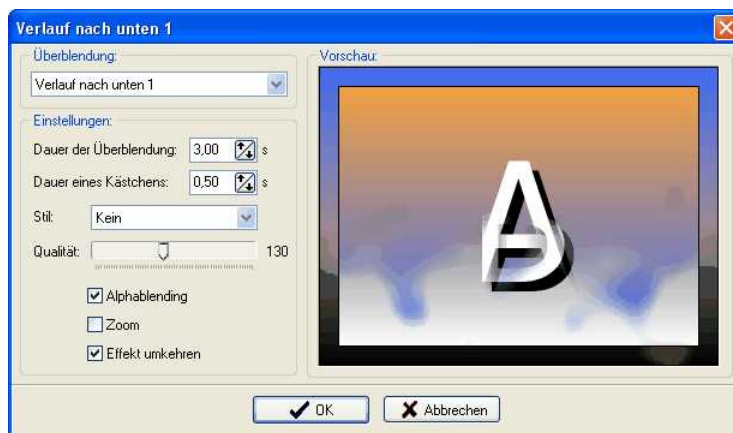 Verlauf nach unten 1
Überblendung:
Verlauf nach unten 1
Einstellungen:
Dauer der Überblendung: 3,00 s
Dauer eines Kästchens: 0,50 s
Stil: Kein
Qualität: 130
Alphablending
Zoom
Effekt umkehren
Vorschau:
A
B
OK
Abbrechen